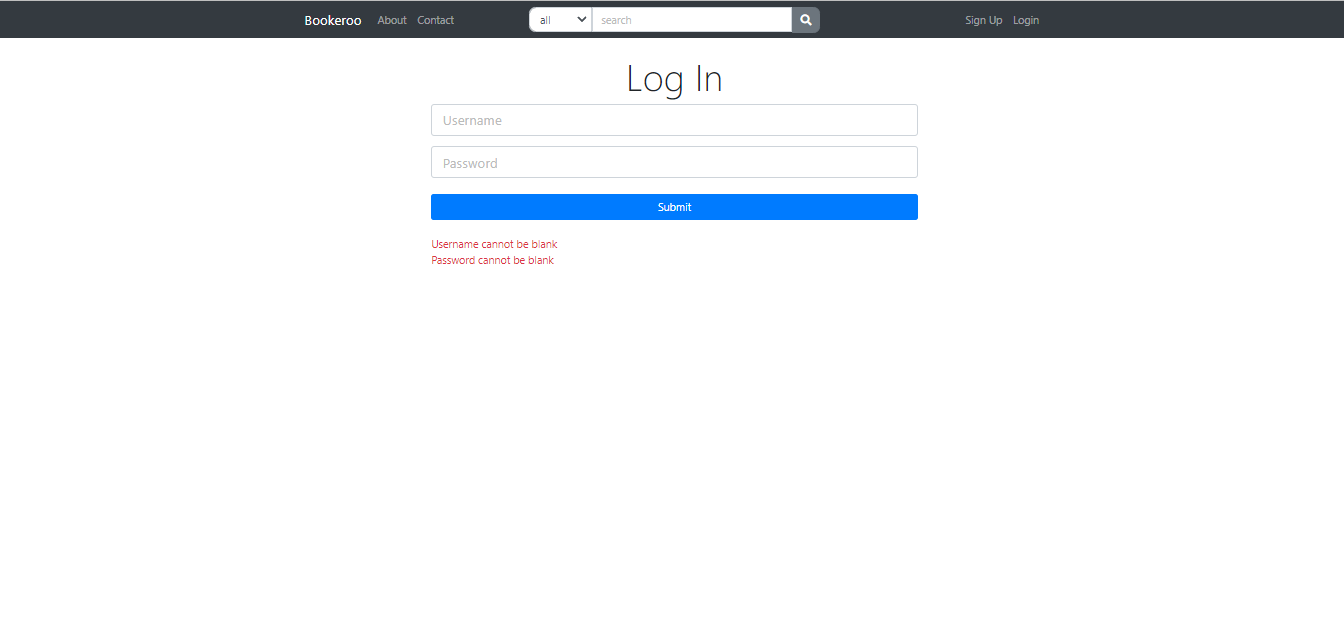 Bookeroo About Contact all search Sign Up Login
Log In
Username
Password
Submit
Username cannot be blank
Password cannot be blank